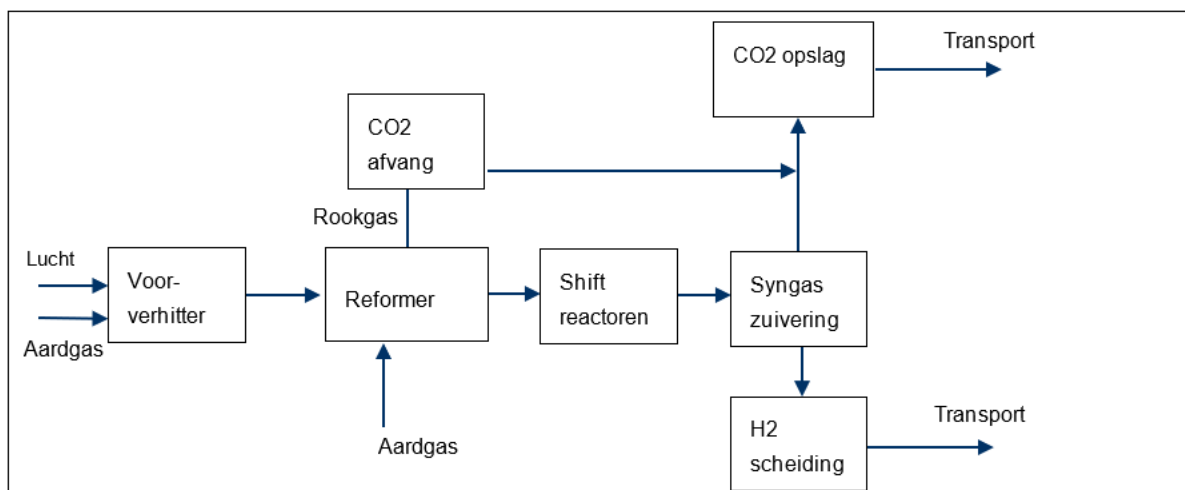 Transport
CO2 opslag
CO2
afvang
Rookgas
Lucht
Voor-
verhitter
Aardgas
Reformer
Shift
reactoren
Syngas
zuivering
Aardgas
H2
scheiding
Transport